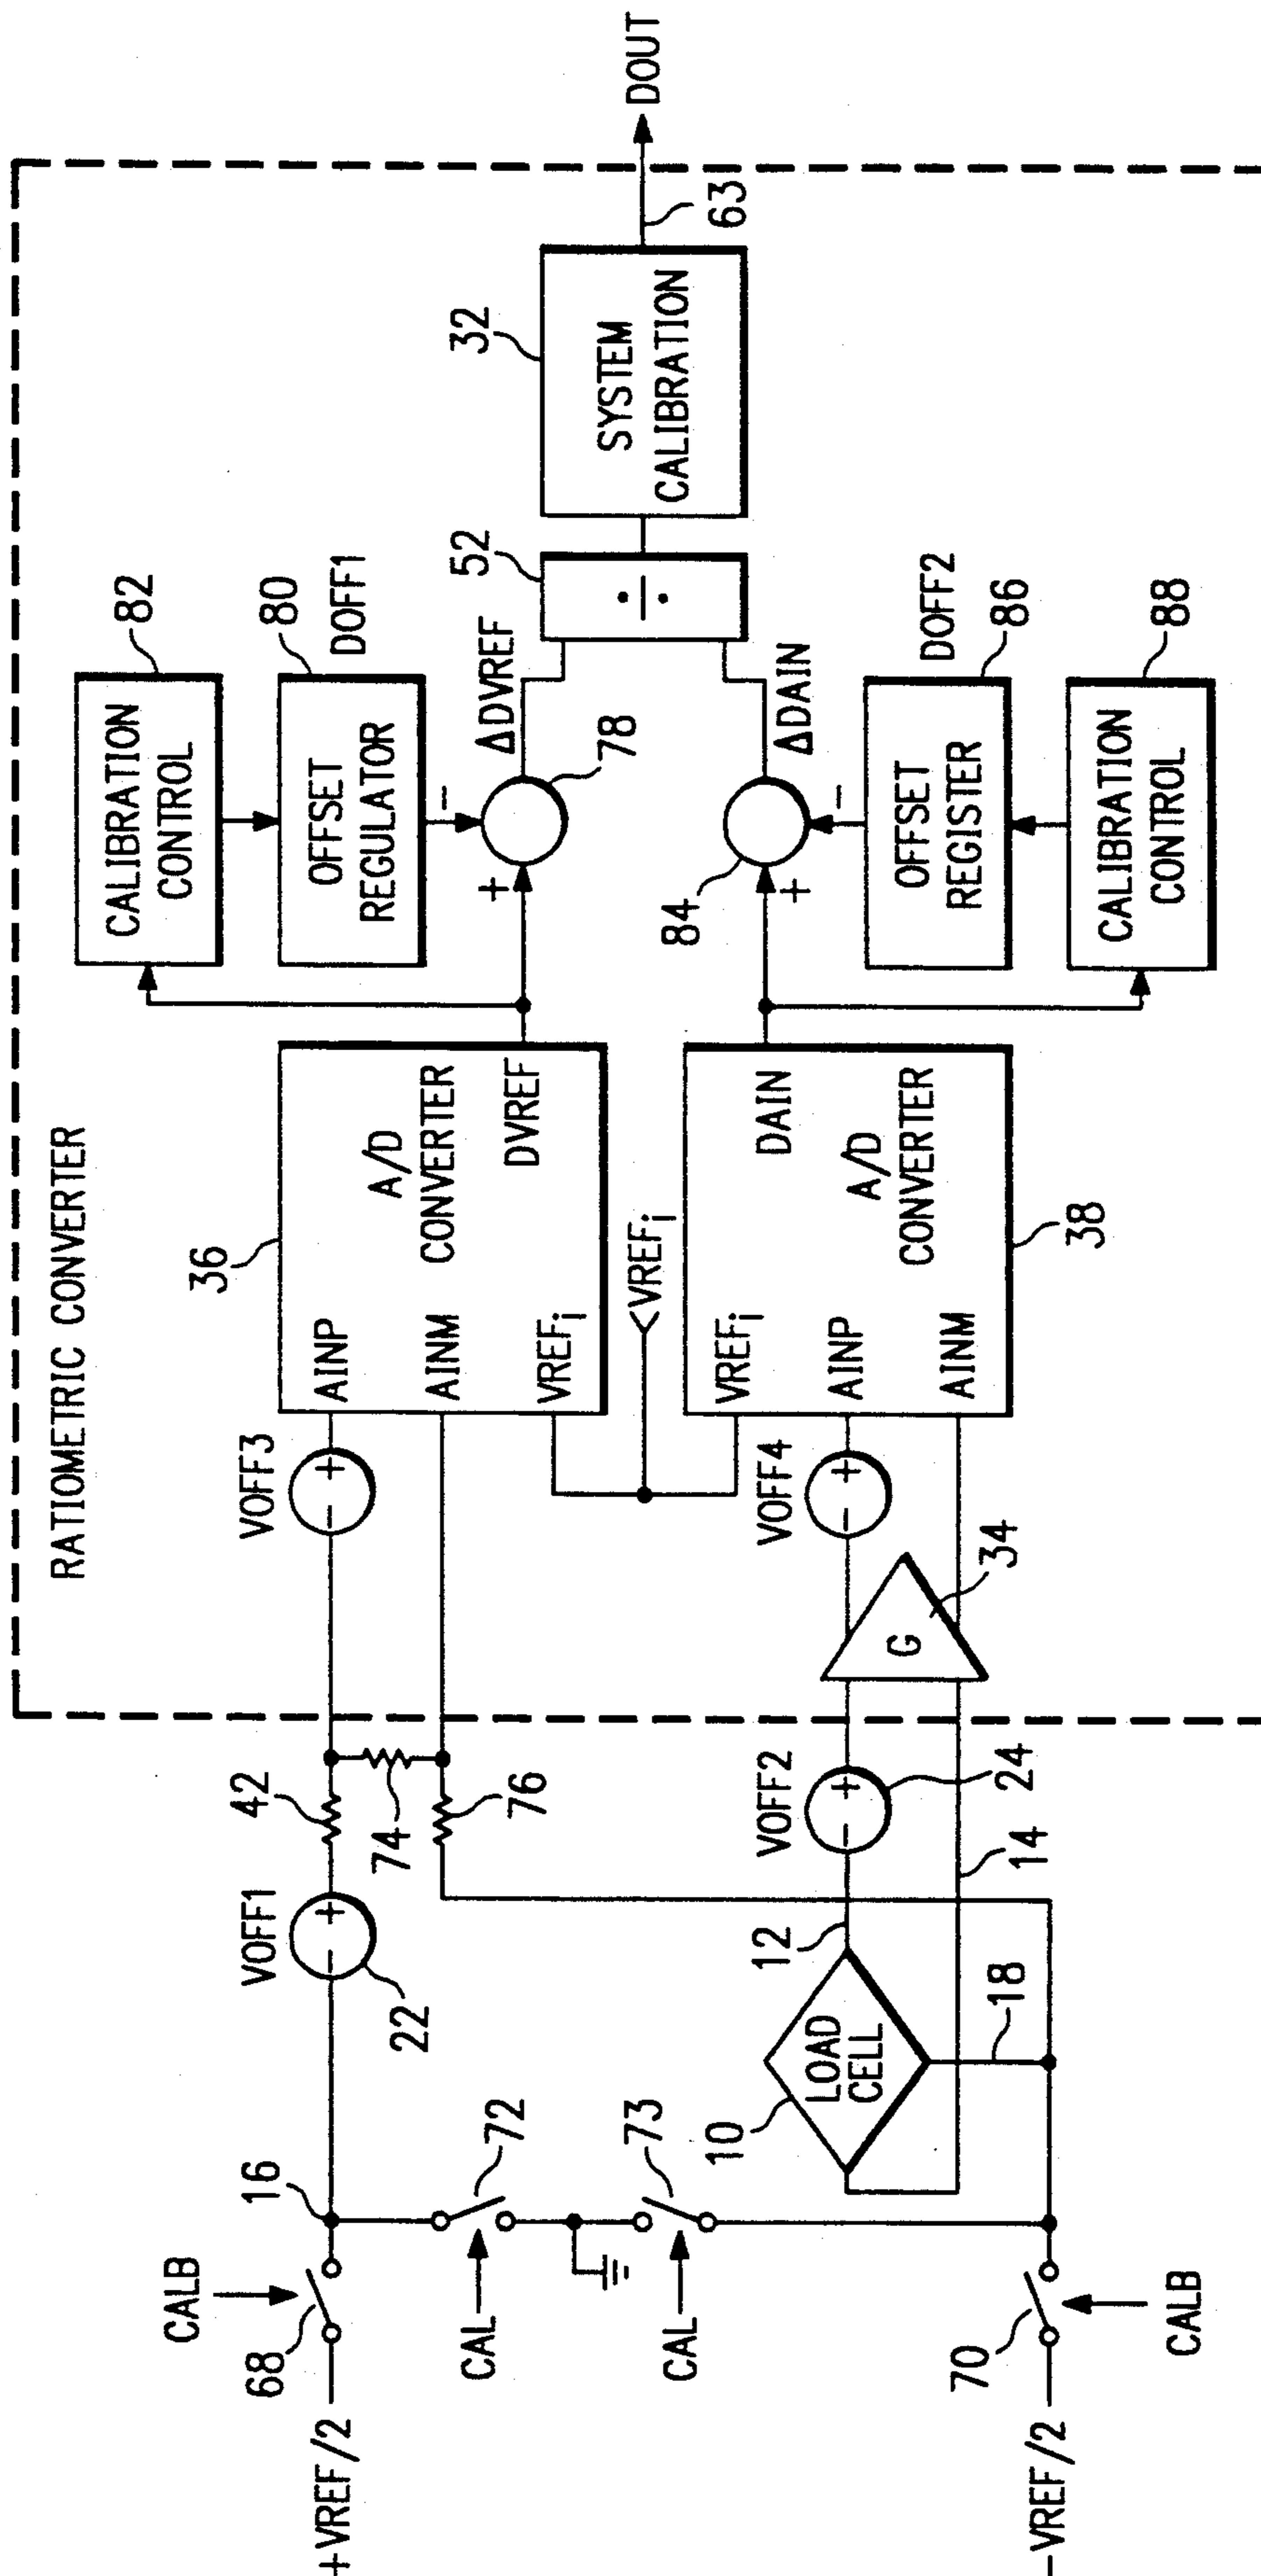 RATIOMETRIC CONVERTER
CALIBRATION
CONTROL
82
OFFSET
REGULATOR
80
DOFF1
36
AINP
AINM
VREFi
A/D
CONVERTER
DVREF
+
−
ΔDVREF
78
52
÷
32
SYSTEM
CALIBRATION
63
DOUT
VREFi
VREFi
AINP
AINM
DAIN
A/D
CONVERTER
38
84
+
−
ΔDAIN
OFFSET
REGISTER
DOFF2
86
CALIBRATION
CONTROL
88
VOFF3
− +
VOFF4
− +
G
34
CALB
68
+VREF/2
16
VOFF1
− +
22
42
74
76
CAL
72
CAL
73
LOAD
CELL
10
12
14
18
VOFF2
− +
24
70
−VREF/2
CALB